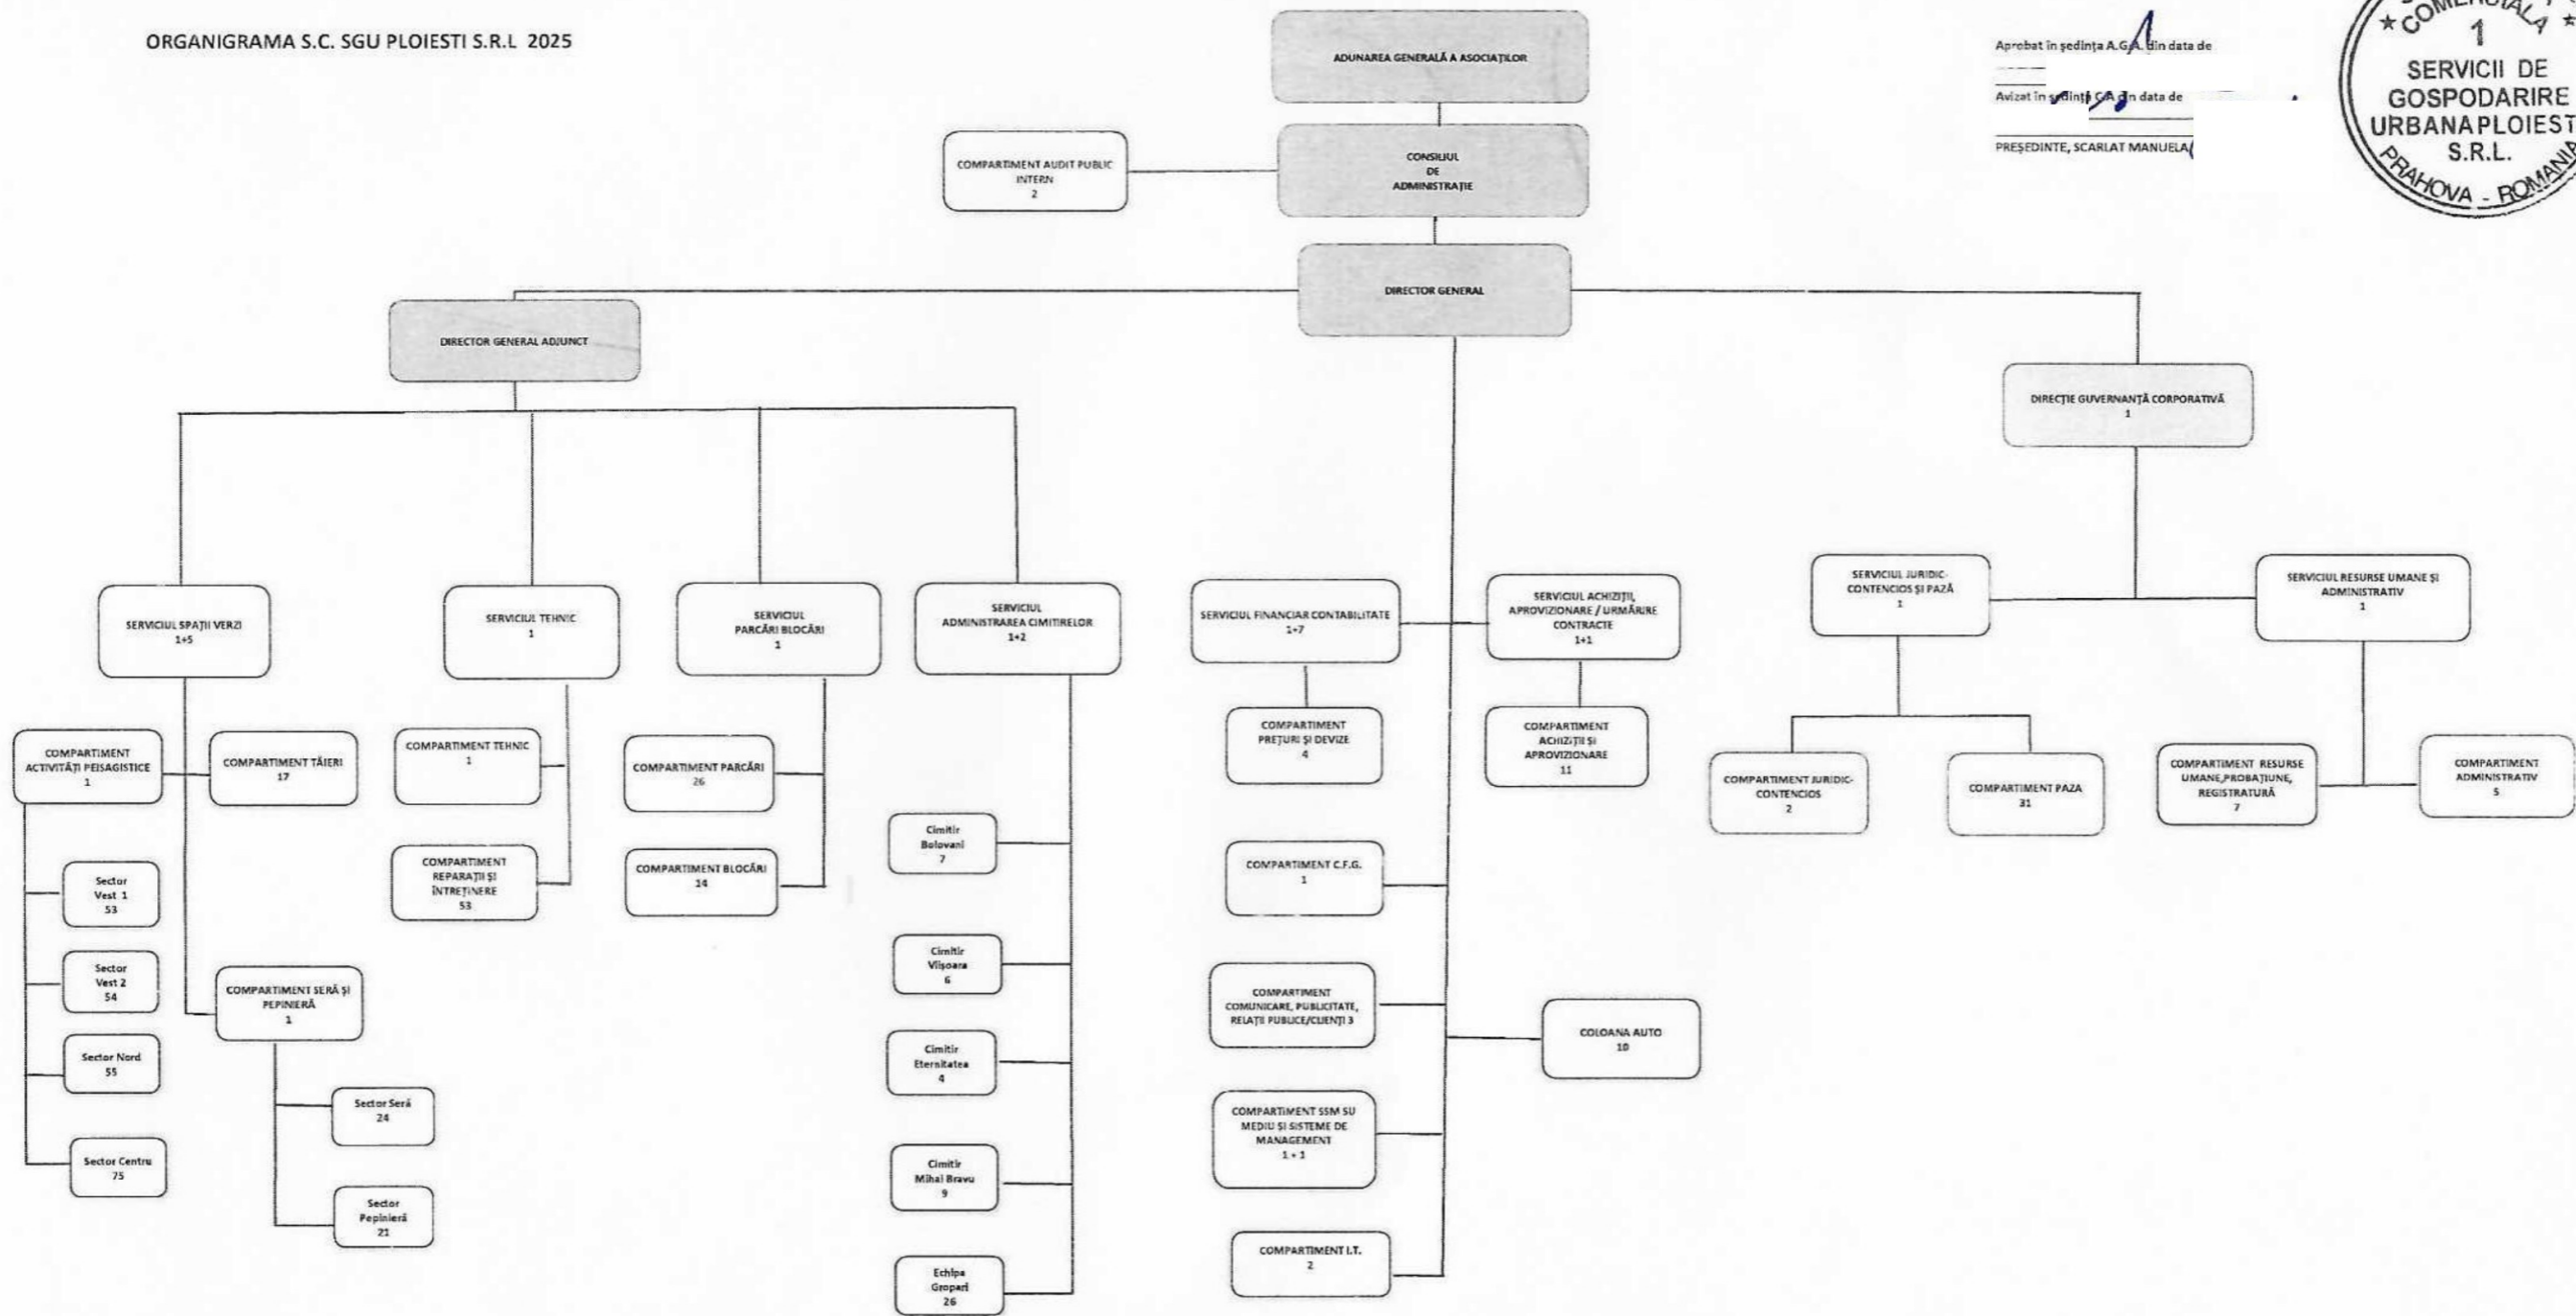 ORGANIGRAMA S.C. SGU PLOIESTI S.R.L 2025
ADUNAREA GENERALĂ A ASOCIAȚILOR
Aprobat în ședința A.G.A. din data de
Avizat în ședința CA din data de
PREȘEDINTE, SCARLAT MANUELA
COMERCIALA
1
SERVICII DE
GOSPODARIRE
URBANA PLOIEST
S.R.L.
PRAHOVA - ROMANIA
COMPARTIMENT AUDIT PUBLIC
INTERN
2
CONSILIUL
DE
ADMINISTRAȚIE
DIRECTOR GENERAL
DIRECTOR GENERAL ADJUNCT
DIRECȚIE GUVERNANȚĂ CORPORATIVĂ
1
SERVICIUL SPAȚII VERZI
1+5
SERVICIUL TEHNIC
1
SERVICIUL
PARCĂRI BLOCĂRI
1
SERVICIUL
ADMINISTRAREA CIMITIRELOR
1+2
SERVICIUL FINANCIAR CONTABILITATE
1+7
SERVICIUL ACHIZIȚII,
APROVIZIONARE / URMĂRIRE
CONTRACTE
1+1
SERVICIUL JURIDIC-
CONTENCIOS ȘI PAZĂ
1
SERVICIUL RESURSE UMANE ȘI
ADMINISTRATIV
1
COMPARTIMENT
ACTIVITĂȚI PEISAGISTICE
1
COMPARTIMENT TĂIERI
17
COMPARTIMENT TEHNIC
1
COMPARTIMENT PARCĂRI
26
COMPARTIMENT
PREȚURI ȘI DEVIZE
4
COMPARTIMENT
ACHIZIȚII ȘI
APROVIZIONARE
11
COMPARTIMENT JURIDIC-
CONTENCIOS
2
COMPARTIMENT PAZA
31
COMPARTIMENT RESURSE
UMANE,PROBAȚIUNE,
REGISTRATURĂ
7
COMPARTIMENT
ADMINISTRATIV
5
Sector
Vest 1
53
COMPARTIMENT
REPARAȚII ȘI
ÎNTREȚINERE
53
COMPARTIMENT BLOCĂRI
14
Cimitir
Bolovani
7
COMPARTIMENT C.F.G.
1
Sector
Vest 2
54
COMPARTIMENT SERĂ ȘI
PEPINIERĂ
1
Cimitir
Viișoara
6
COMPARTIMENT
COMUNICARE, PUBLICITATE,
RELAȚII PUBLICE/CLIENȚI 3
COLOANA AUTO
10
Sector Nord
55
Cimitir
Eternitatea
4
Sector Seră
24
COMPARTIMENT SSM SU
MEDIU ȘI SISTEME DE
MANAGEMENT
1 + 1
Sector Centru
75
Cimitir
Mihai Bravu
9
Sector
Pepinieră
21
COMPARTIMENT I.T.
2
Echipa
Gropari
26